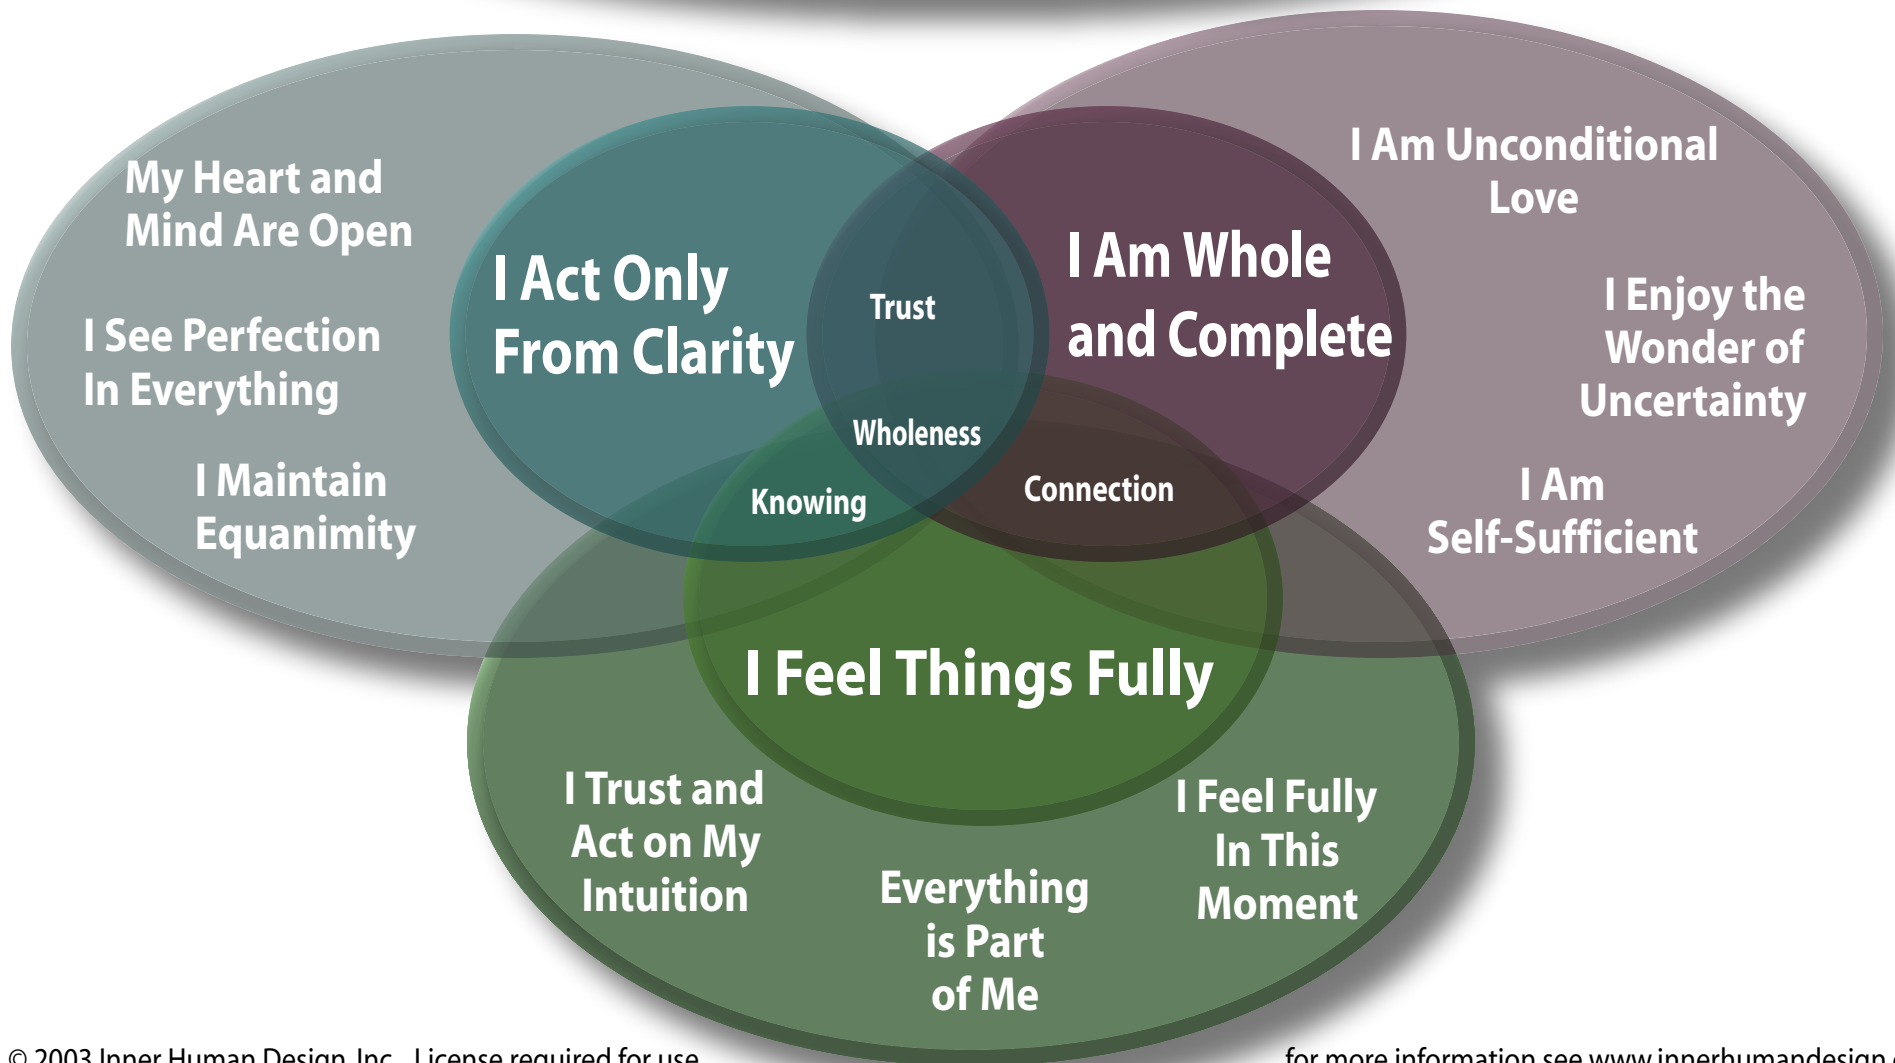 My Heart and
Mind Are Open
I See Perfection
In Everything
I Maintain
Equanimity
I Act Only
From Clarity
Trust
Wholeness
Knowing
Connection
I Am Whole
and Complete
I Am Unconditional
Love
I Enjoy the
Wonder of
Uncertainty
I Am
Self-Sufficient
I Feel Things Fully
I Trust and
Act on My
Intuition
Everything
is Part
of Me
I Feel Fully
In This
Moment
© 2003 Inner Human Design, Inc. License required for use
for more information see www.innerhumandesign.